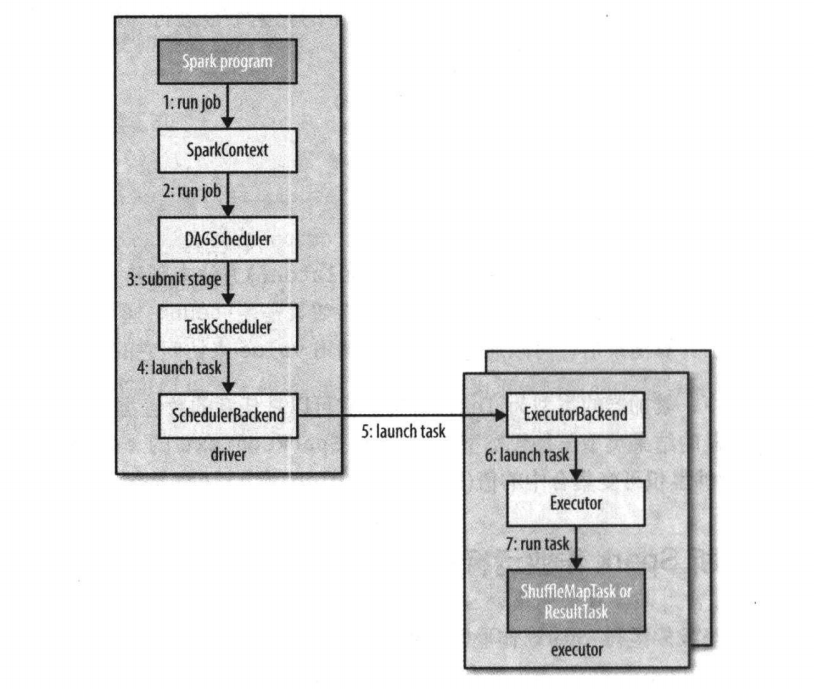 Spark program
1: run job
SparkContext
2: run job
DAGScheduler
3: submit stage
TaskScheduler
4: launch task
SchedulerBackend
driver
5: launch task
ExecutorBackend
6: launch task
Executor
7: run task
ShuffleMapTask or
ResultTask
executor